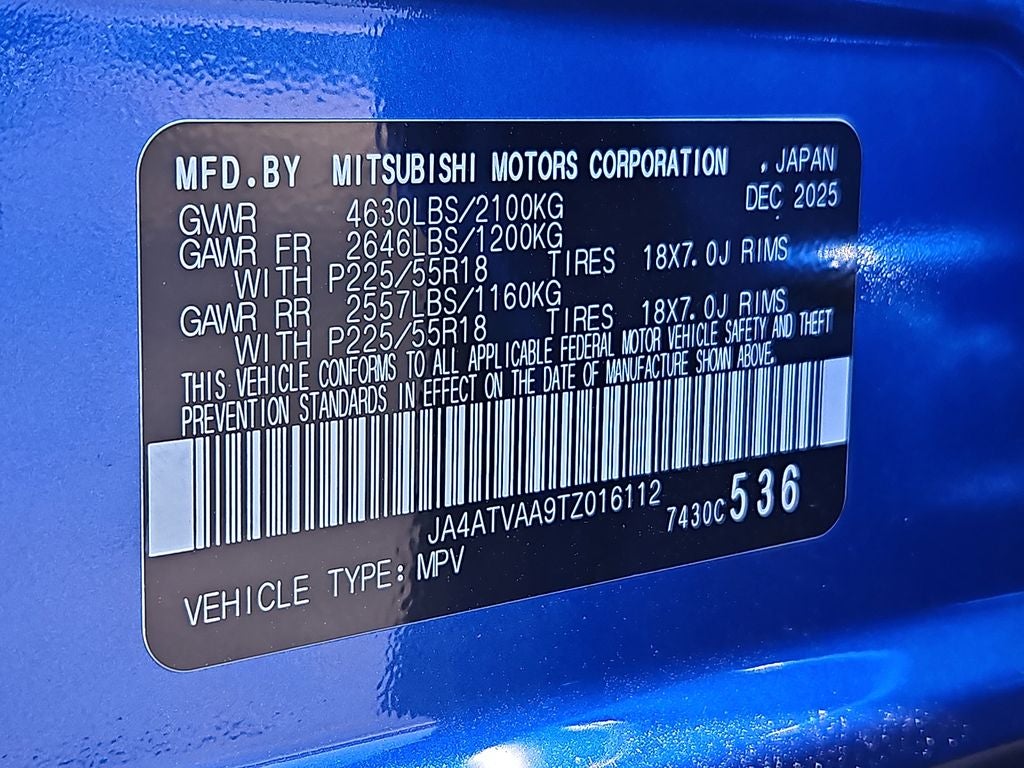 MFD.BY MITSUBISHI MOTORS CORPORATION , JAPAN
DEC 2025
GVWR 4630LBS/2100KG
GAWR FR 2646LBS/1200KG
WITH P225/55R18 TIRES 18X7.0J RIMS
GAWR RR 2557LBS/1160KG
WITH P225/55R18 TIRES 18X7.0J RIMS
THIS VEHICLE CONFORMS TO ALL APPLICABLE FEDERAL MOTOR VEHICLE SAFETY AND THEFT
PREVENTION STANDARDS IN EFFECT ON THE DATE OF MANUFACTURE SHOWN ABOVE.
JA4ATVAA9TZ016112 7430C 536
VEHICLE TYPE: MPV